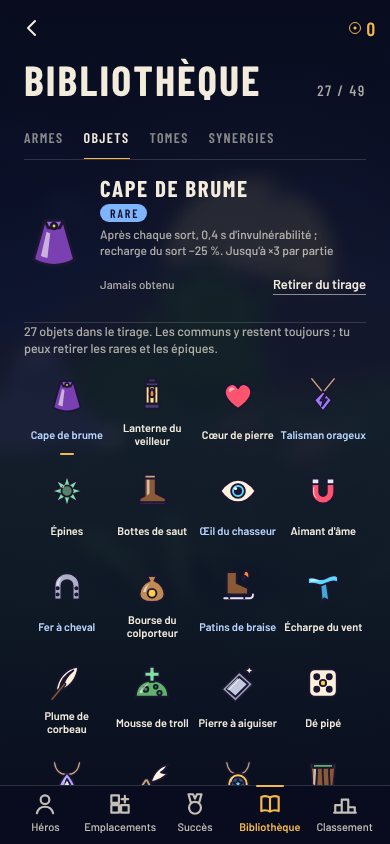 0
BIBLIOTHÈQUE
27 / 49
ARMES OBJETS TOMES SYNERGIES
CAPE DE BRUME
RARE
Après chaque sort, 0,4 s d'invulnérabilité ;
recharge du sort −25 %. Jusqu'à ×3 par partie
Jamais obtenu Retirer du tirage
27 objets dans le tirage. Les communs y restent toujours ; tu
peux retirer les rares et les épiques.
Cape de brume
Lanterne du
veilleur
Cœur de pierre
Talisman orageux
Épines
Bottes de saut
Œil du chasseur
Aimant d'âme
Fer à cheval
Bourse du
colporteur
Patins de braise
Écharpe du vent
Plume de
corbeau
Mousse de troll
Pierre à aiguiser
Dé pipé
Héros Emplacements Succès Bibliothèque Classement